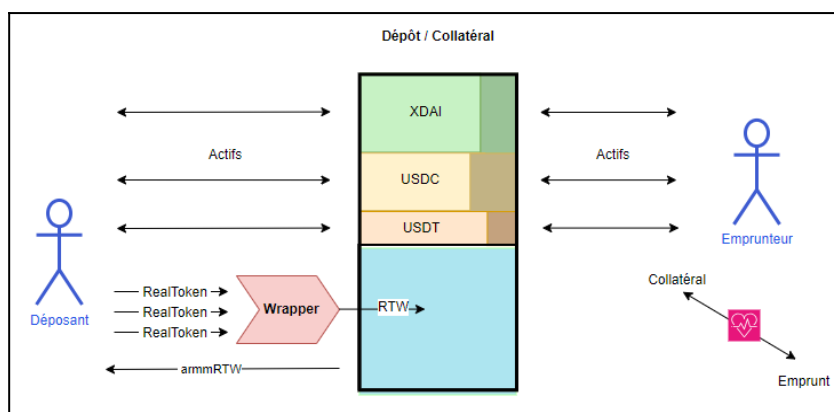 Dépôt / Collatéral
XDAI
Actifs
Actifs
USDC
USDT
Emprunteur
Collatéral
RealToken
RealToken
RealToken
Wrapper
RTW
Déposant
armmRTW
Emprunt